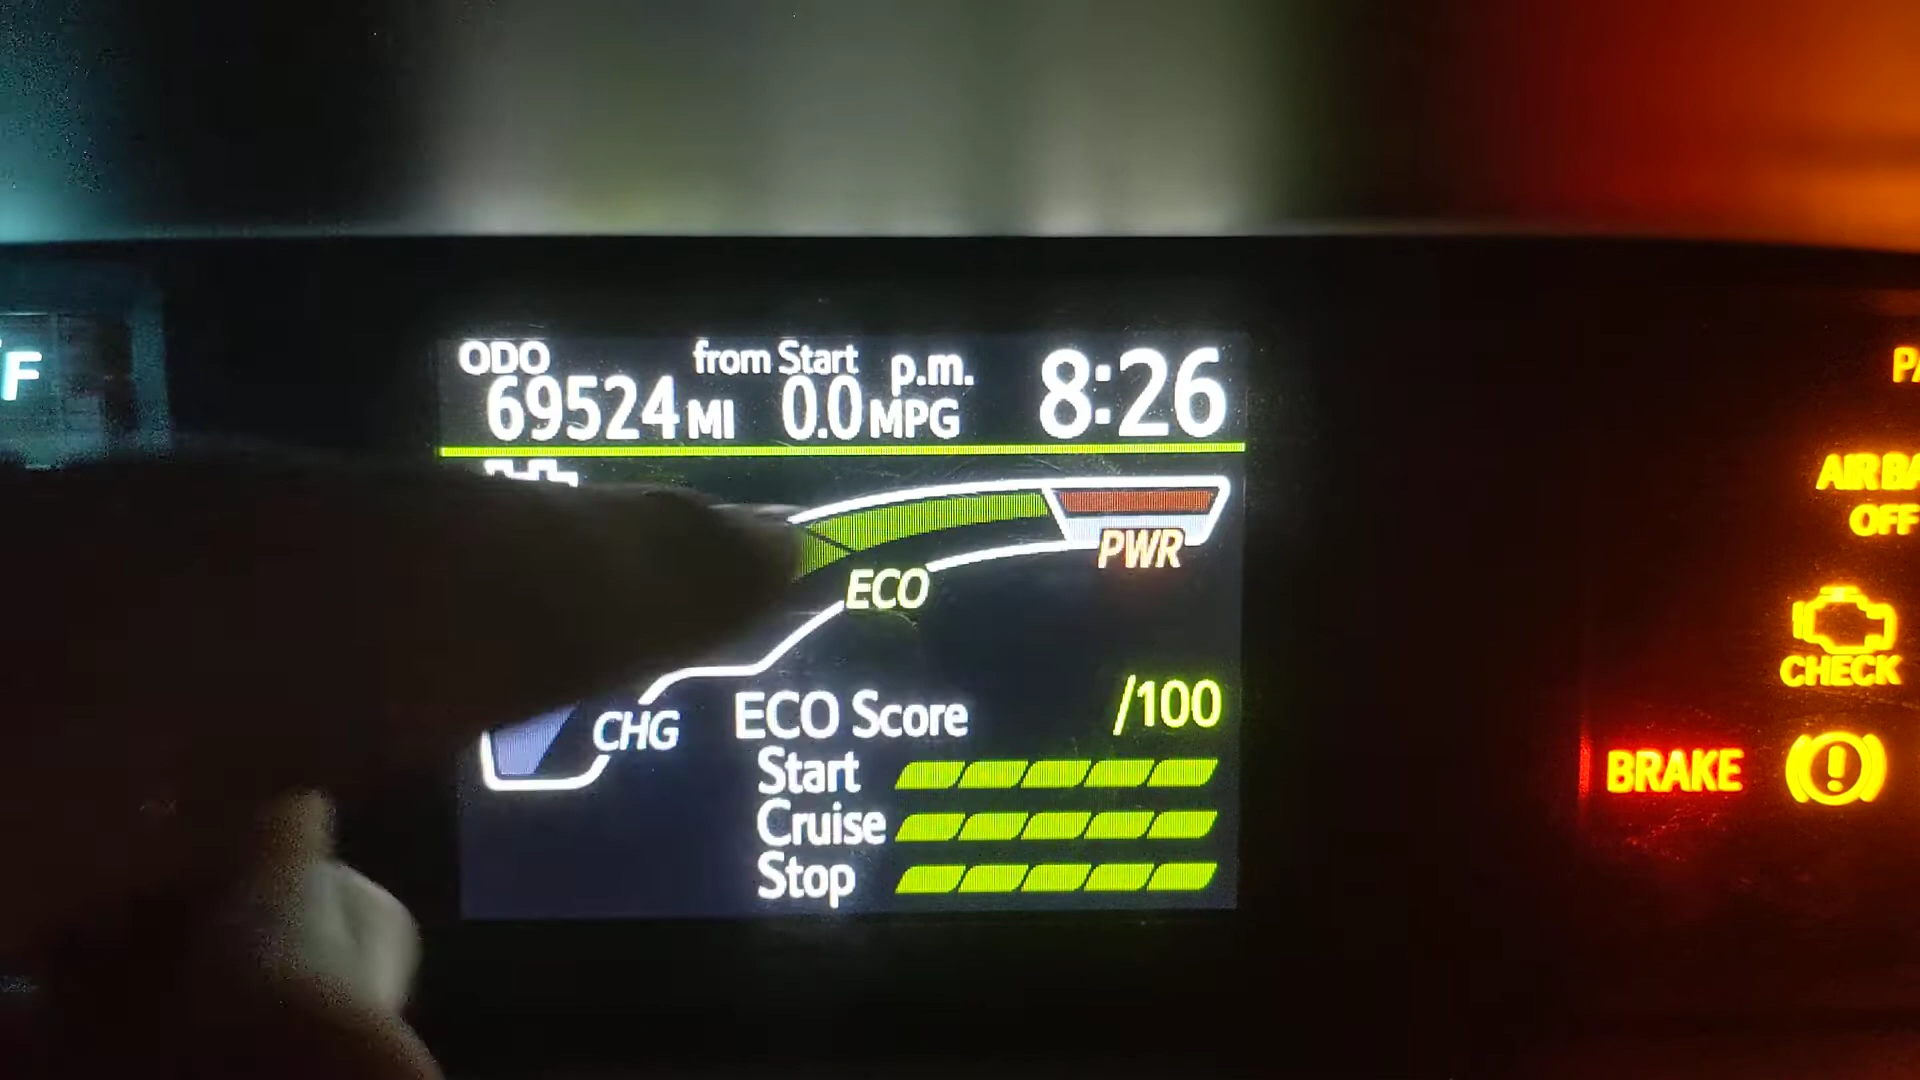 F
ODO from Start p.m. 8:26
69524 MI 0.0 MPG
PWR
ECO
CHG
ECO Score /100
Start
Cruise
Stop
OFF
CHECK
BRAKE